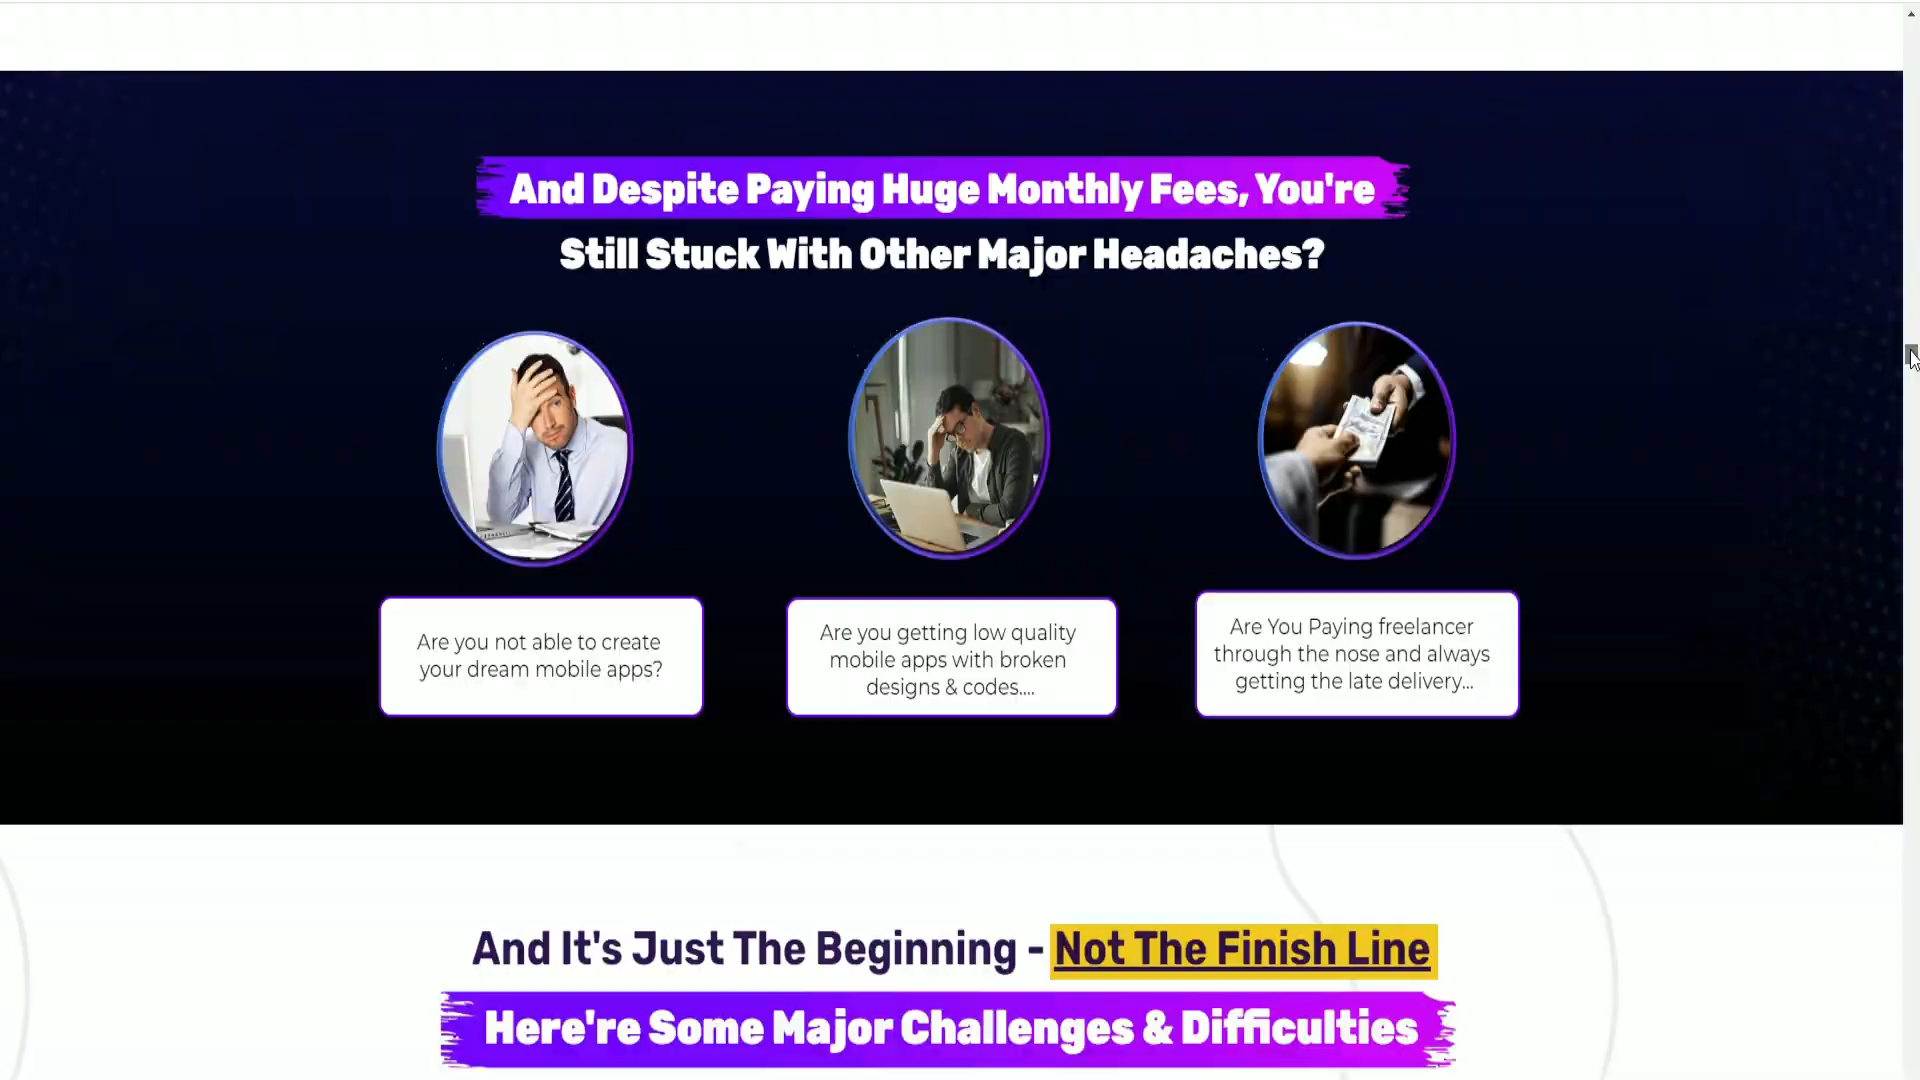 And Despite Paying Huge Monthly Fees, You're
Still Stuck With Other Major Headaches?
Are you not able to create
your dream mobile apps?
Are you getting low quality
mobile apps with broken
designs & codes....
Are You Paying freelancer
through the nose and always
getting the late delivery...
And It's Just The Beginning - Not The Finish Line
Here're Some Major Challenges & Difficulties